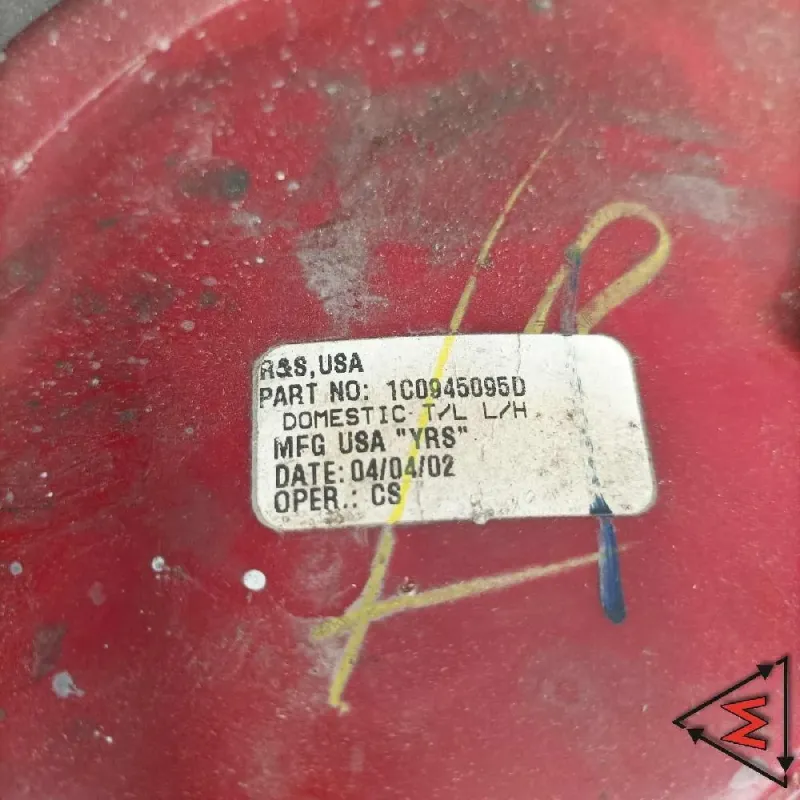 R&S,USA
PART NO: 1C0945095D
DOMESTIC T/L L/H
MFG USA "YRS"
DATE: 04/04/02
OPER.: CS